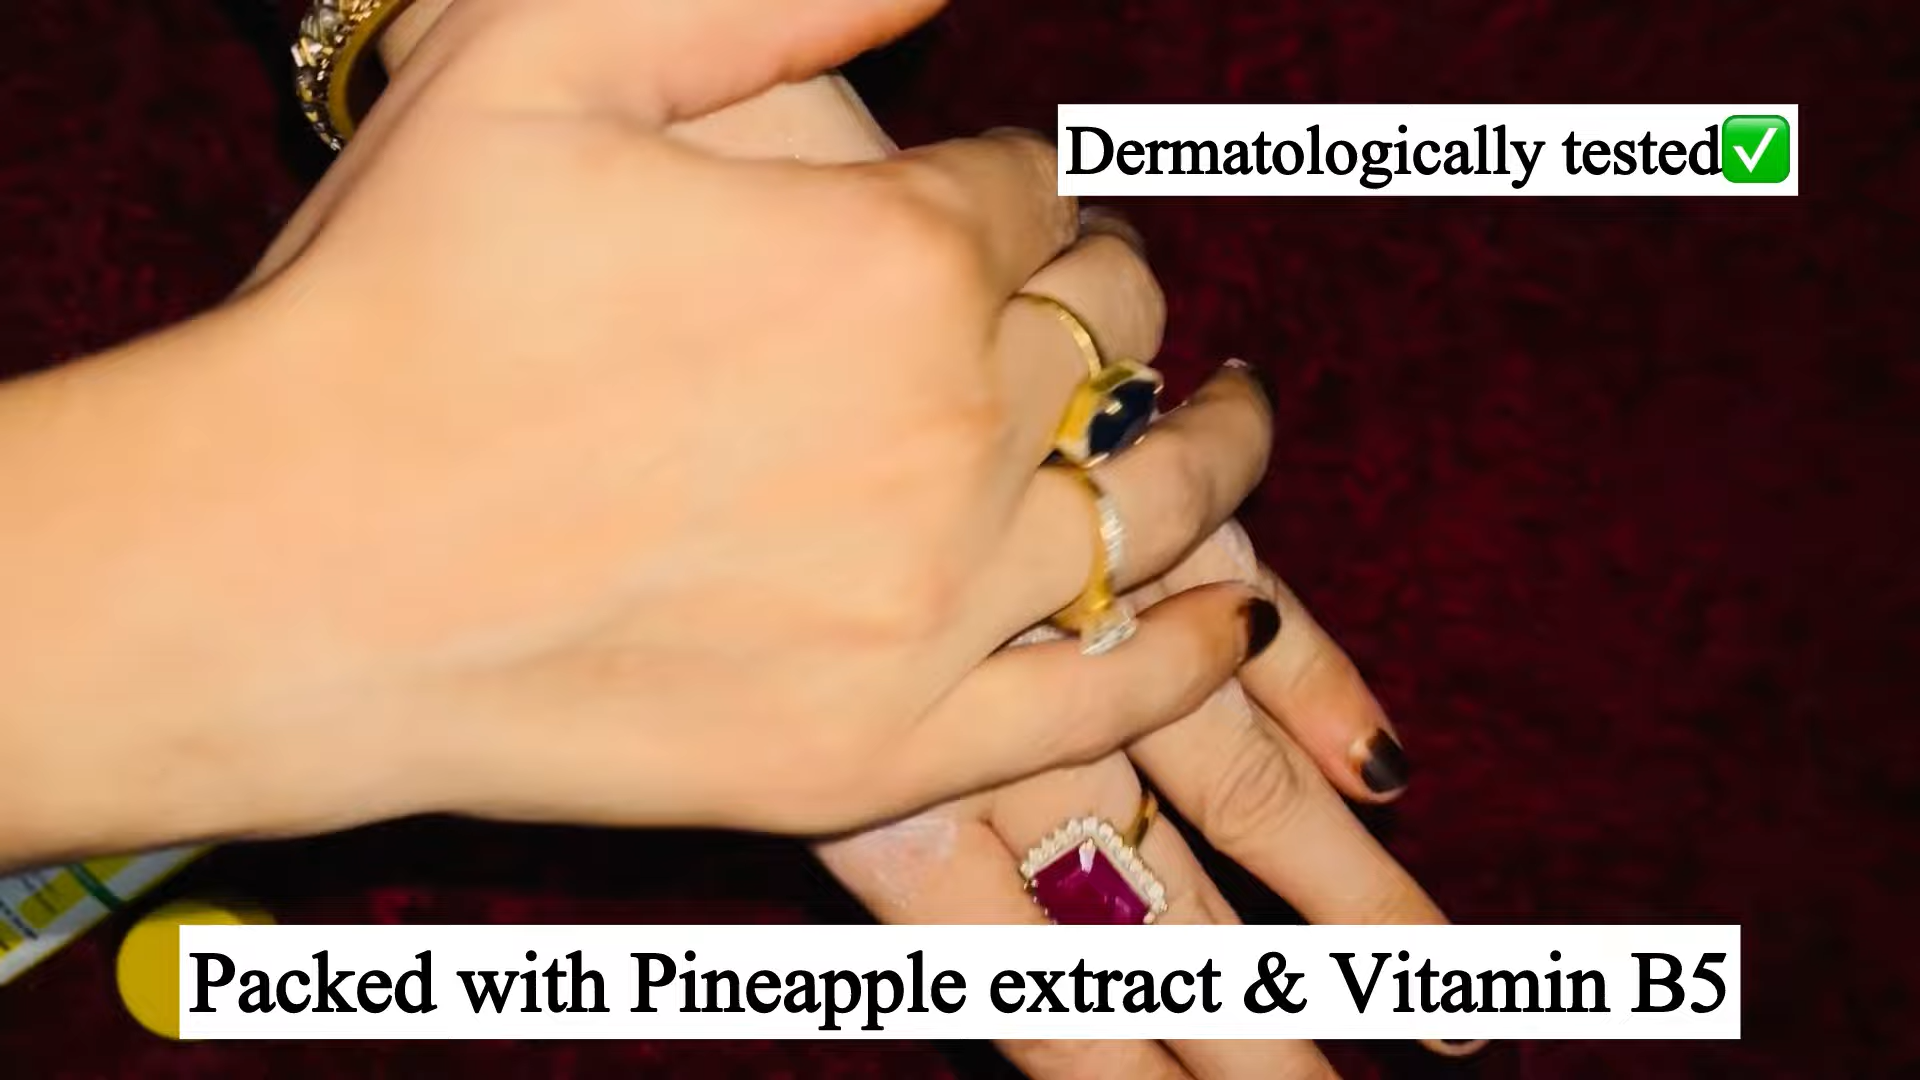 Dermatologically tested✅
Packed with Pineapple extract & Vitamin B5